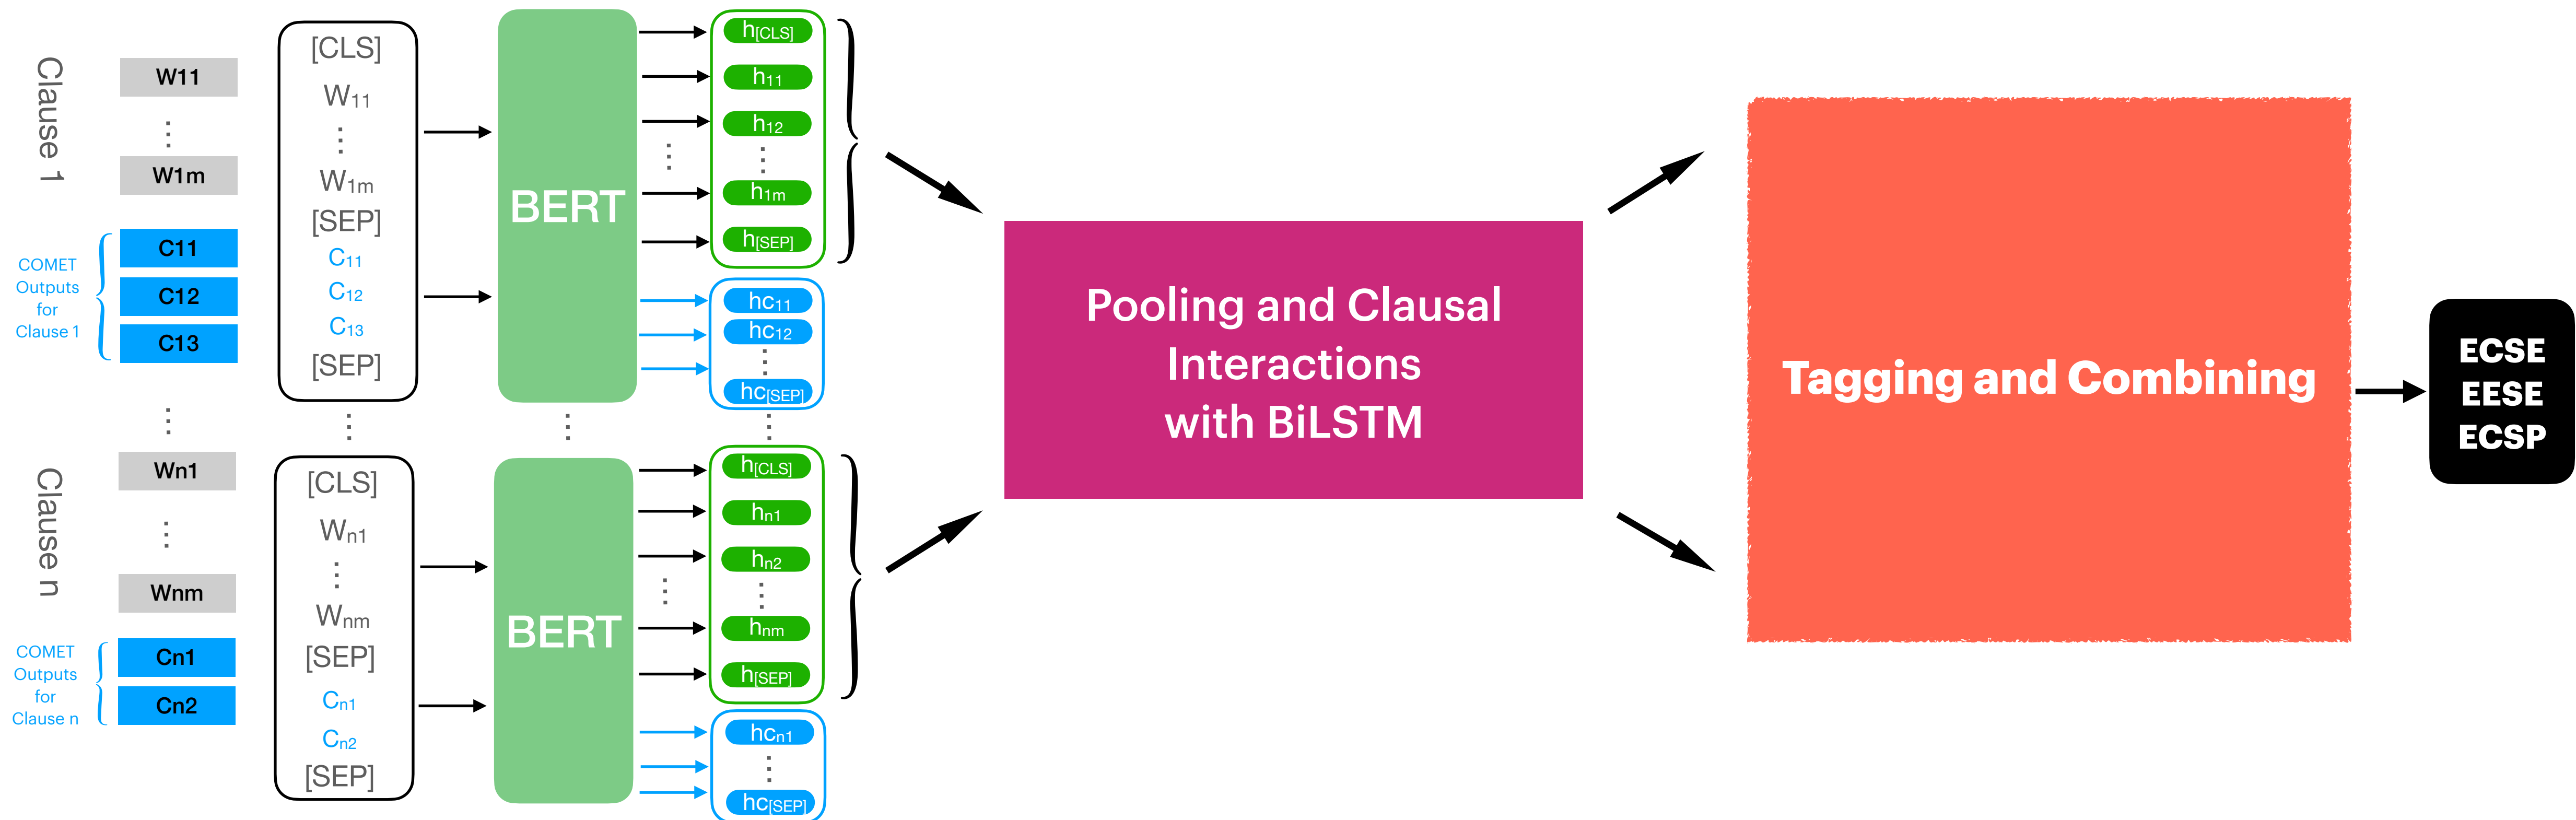 Clause 1
W11
W1m
COMET
Outputs
for
Clause 1
C11
C12
C13
Clause n
Wn1
Wnm
COMET
Outputs
for
Clause n
Cn1
Cn2
[CLS]
W11
W1m
[SEP]
C11
C12
C13
[SEP]
[CLS]
Wn1
Wnm
[SEP]
Cn1
Cn2
[SEP]
BERT
BERT
h[CLS]
h11
h12
h1m
h[SEP]
hc11
hc12
hc[SEP]
h[CLS]
hn1
hn2
hnm
h[SEP]
hcn1
hc[SEP]
Pooling and Clausal
Interactions
with BiLSTM
Tagging and Combining
ECSE
EESE
ECSP